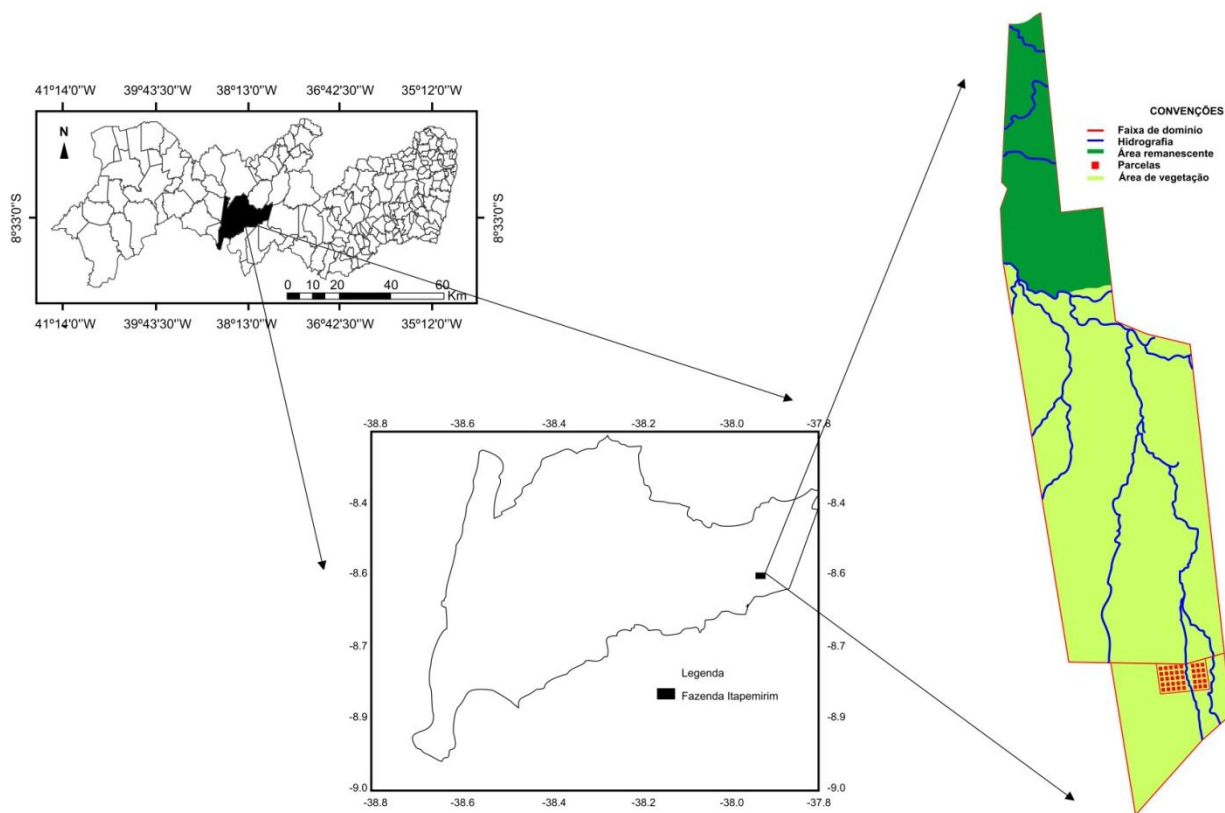 41°14'0"W 39°43'30"W 38°13'0"W 36°42'30"W 35°12'0"W
N
8°33'0"S 8°33'0"S
0 10 20 40 60
Km
41°14'0"W 39°43'30"W 38°13'0"W 36°42'30"W 35°12'0"W
CONVENÇÕES
Faixa de domínio
Hidrografia
Área remanescente
Parcelas
Área de vegetação
-38.8 -38.6 -38.4 -38.2 -38.0 -37.8
-8.4 -8.4
-8.6 -8.6
-8.7 -8.7
Legenda
Fazenda Itapemirim
-8.9 -8.9
-9.0 -9.0
-38.8 -38.6 -38.4 -38.2 -38.0 -37.8